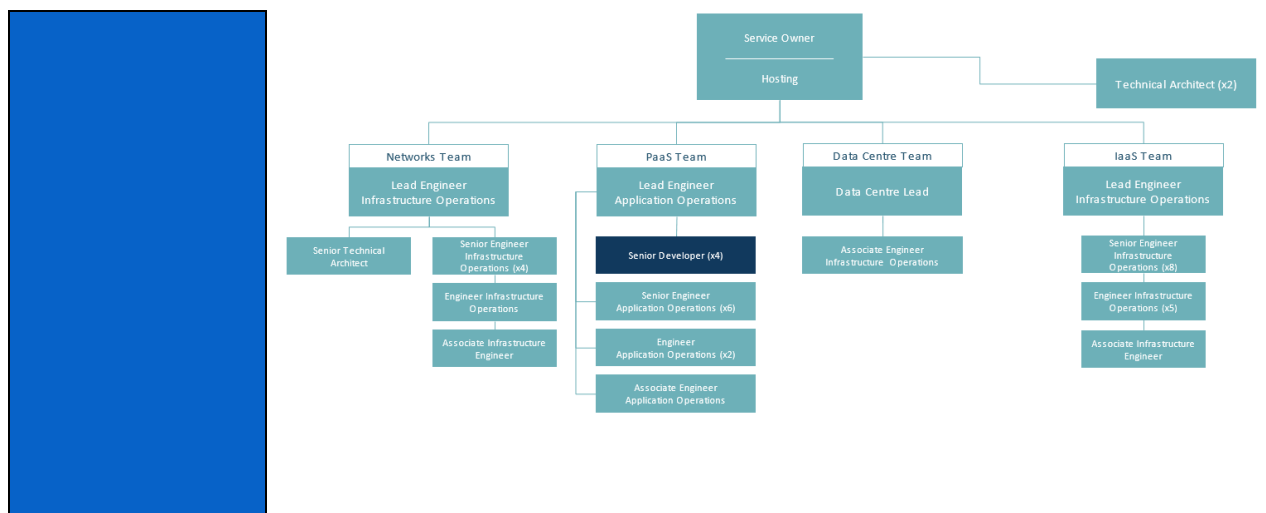 Service Owner
Hosting
Technical Architect (x2)
Networks Team
Lead Engineer
Infrastructure Operations
Senior Technical
Architect
Senior Engineer
Infrastructure
Operations (x4)
Engineer Infrastructure
Operations
Associate Infrastructure
Engineer
PaaS Team
Lead Engineer
Application Operations
Senior Developer (x4)
Senior Engineer
Application Operations (x6)
Engineer
Application Operations (x2)
Associate Engineer
Application Operations
Data Centre Team
Data Centre Lead
Associate Engineer
Infrastructure Operations
IaaS Team
Lead Engineer
Infrastructure Operations
Senior Engineer
Infrastructure
Operations (x8)
Engineer Infrastructure
Operations (x5)
Associate Infrastructure
Engineer